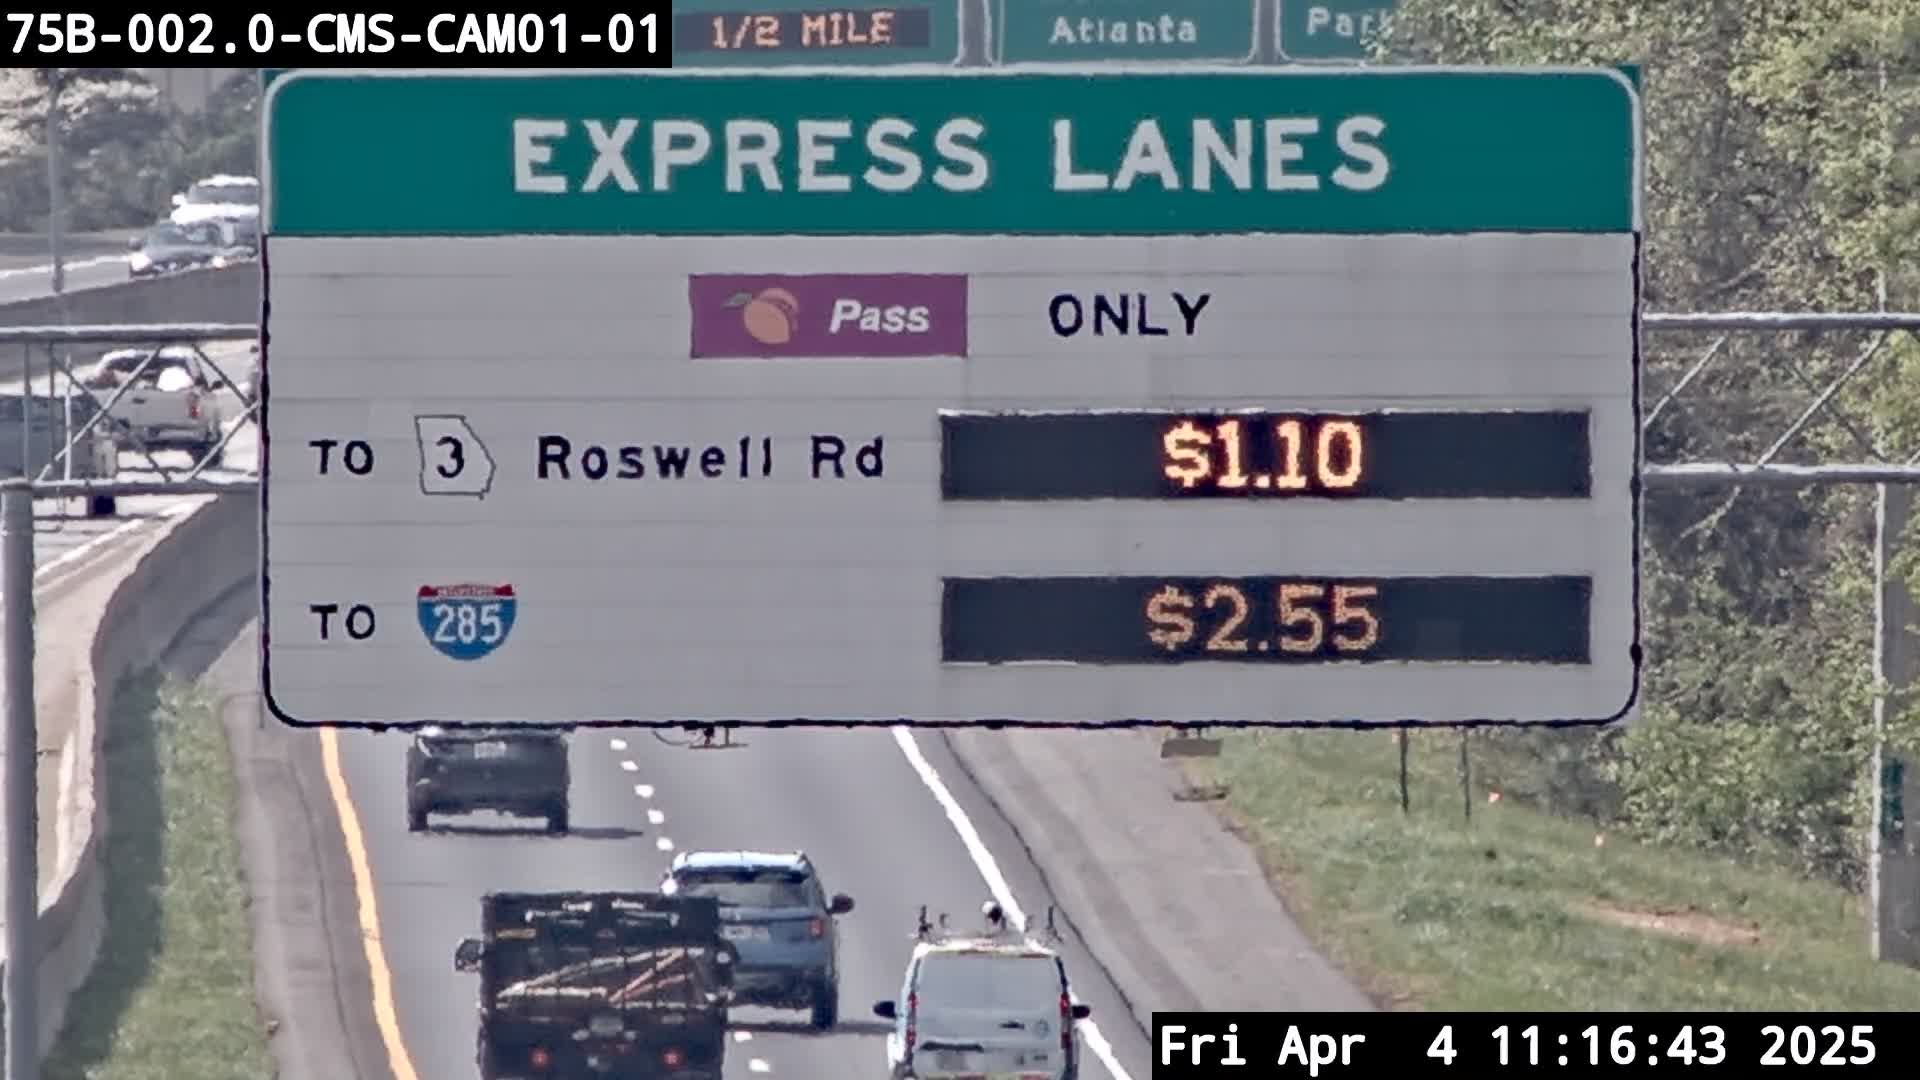 75B-002.0-CMS-CAM01-01
1/2 MILE
Atlanta
Park
EXPRESS LANES
Pass ONLY
TO 3 Roswell Rd $1.10
TO 285 $2.55
Fri Apr 4 11:16:43 2025